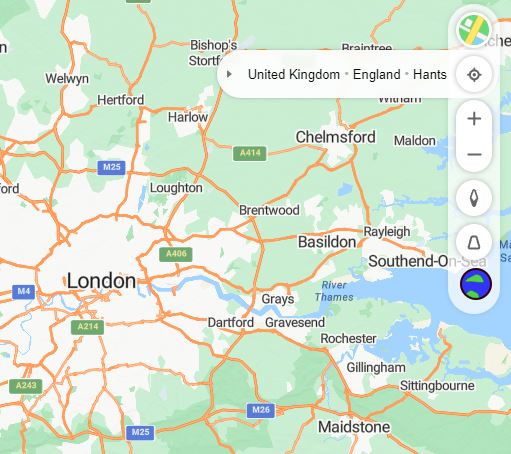 Bishop's
Stortf
Braintree
Welwyn
United Kingdom • England • Hants
Hertford
Witham
Harlow
Chelmsford
Maldon
A414
M25
Loughton
Brentwood
Rayleigh
Basildon
A406
Southend-On-Sea
London
River
Thames
M4
Grays
Dartford
Gravesend
A214
Rochester
Gillingham
A243
Sittingbourne
M26
Maidstone
M25